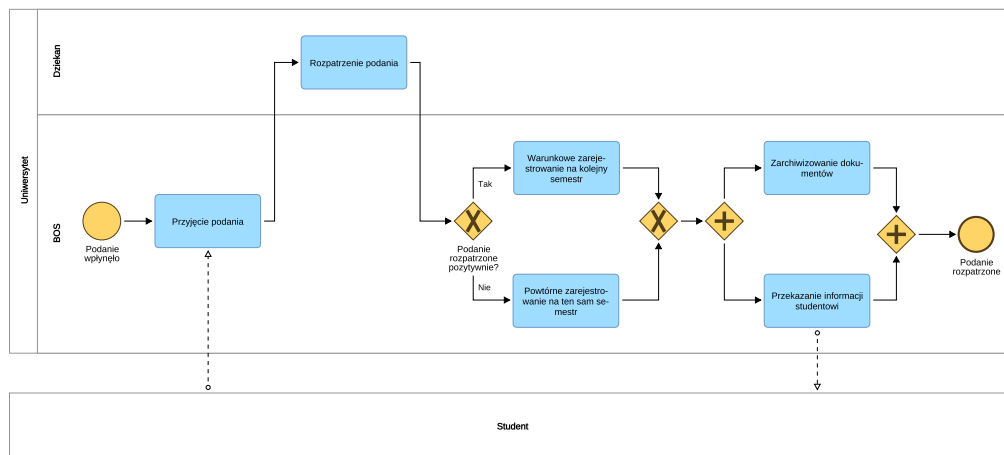 Uniwersytet
Dziekan
Rozpatrzenie podania
BOS
Podanie
wpłynęło
Przyjęcie podania
Podanie
rozpatrzone
pozytywnie?
Tak
Nie
Warunkowe zareje-
strowanie na kolejny
semestr
Powtórne zarejestro-
wanie na ten sam se-
mestr
Zarchiwizowanie doku-
mentów
Przekazanie informacji
studentowi
Podanie
rozpatrzone
Student